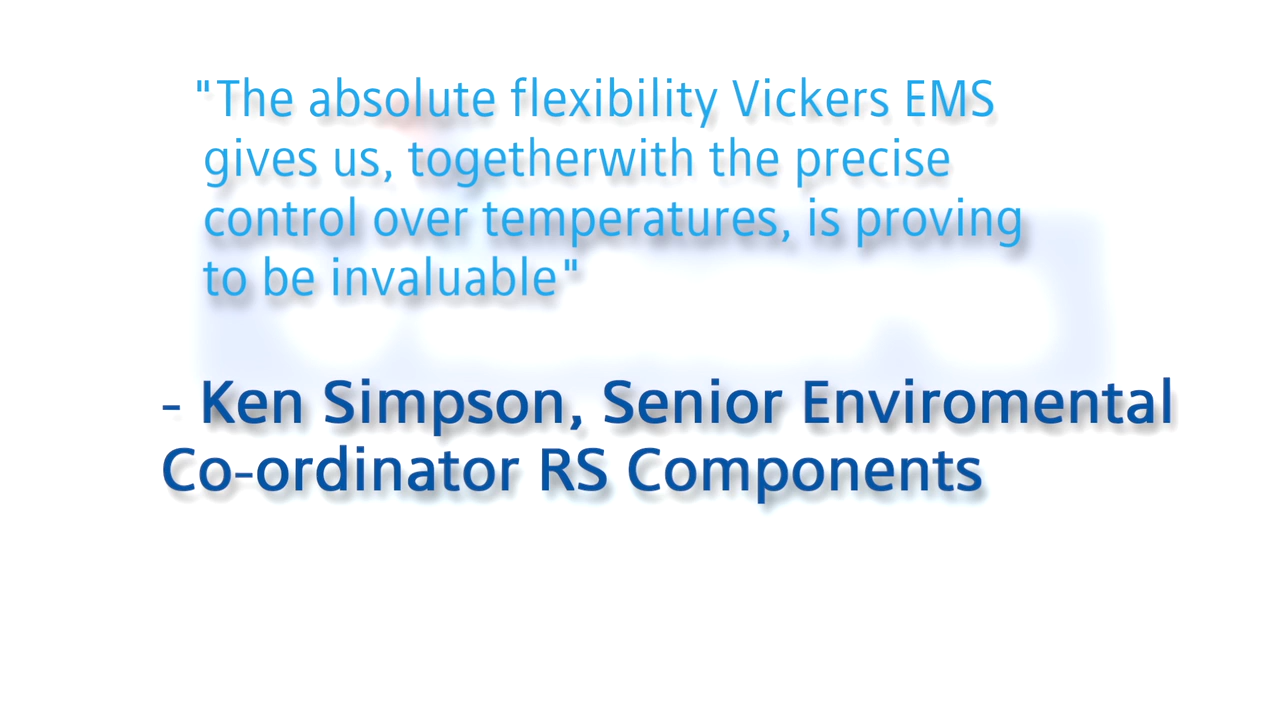 "The absolute flexibility Vickers EMS
gives us, togetherwith the precise
control over temperatures, is proving
to be invaluable"
- Ken Simpson, Senior Enviromental
Co-ordinator RS Components